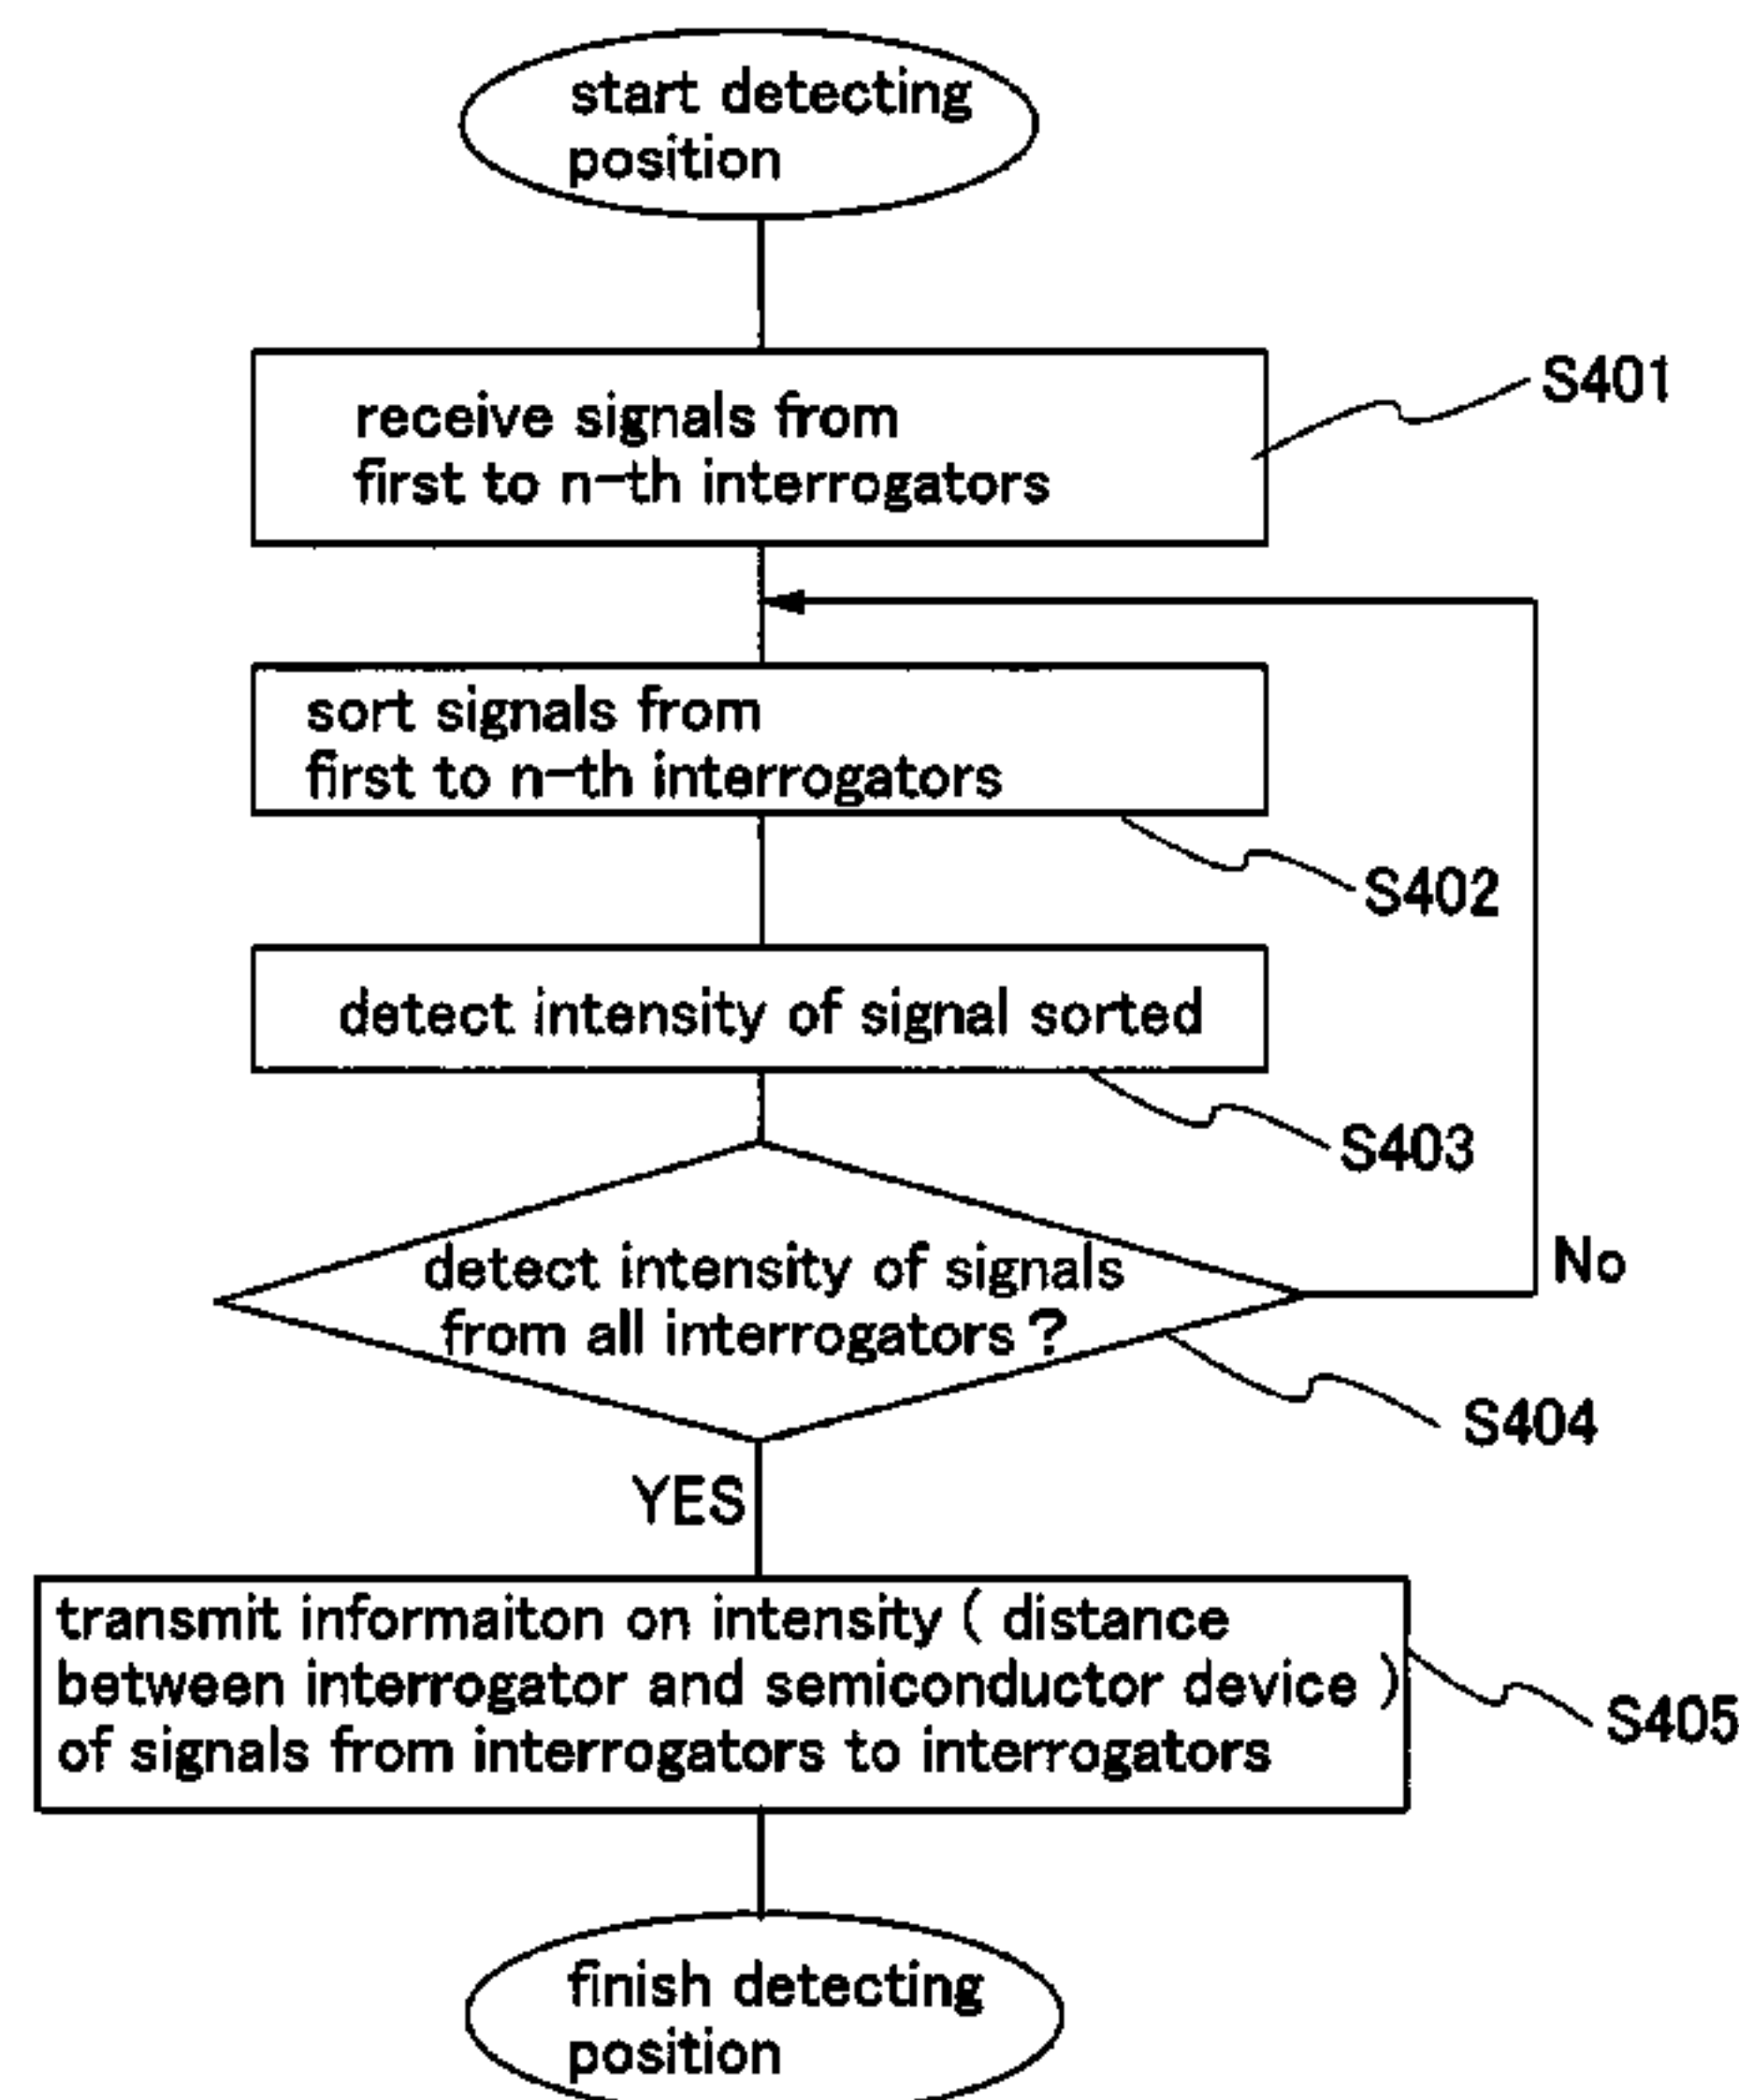 start detecting
position
receive signals from
first to n-th interrogators
S401
sort signals from
first to n-th interrogators
S402
detect intensity of signal sorted
S403
detect intensity of signals
from all interrogators ?
No
S404
YES
transmit informaiton on intensity ( distance
between interrogator and semiconductor device )
of signals from interrogators to interrogators
S405
finish detecting
position